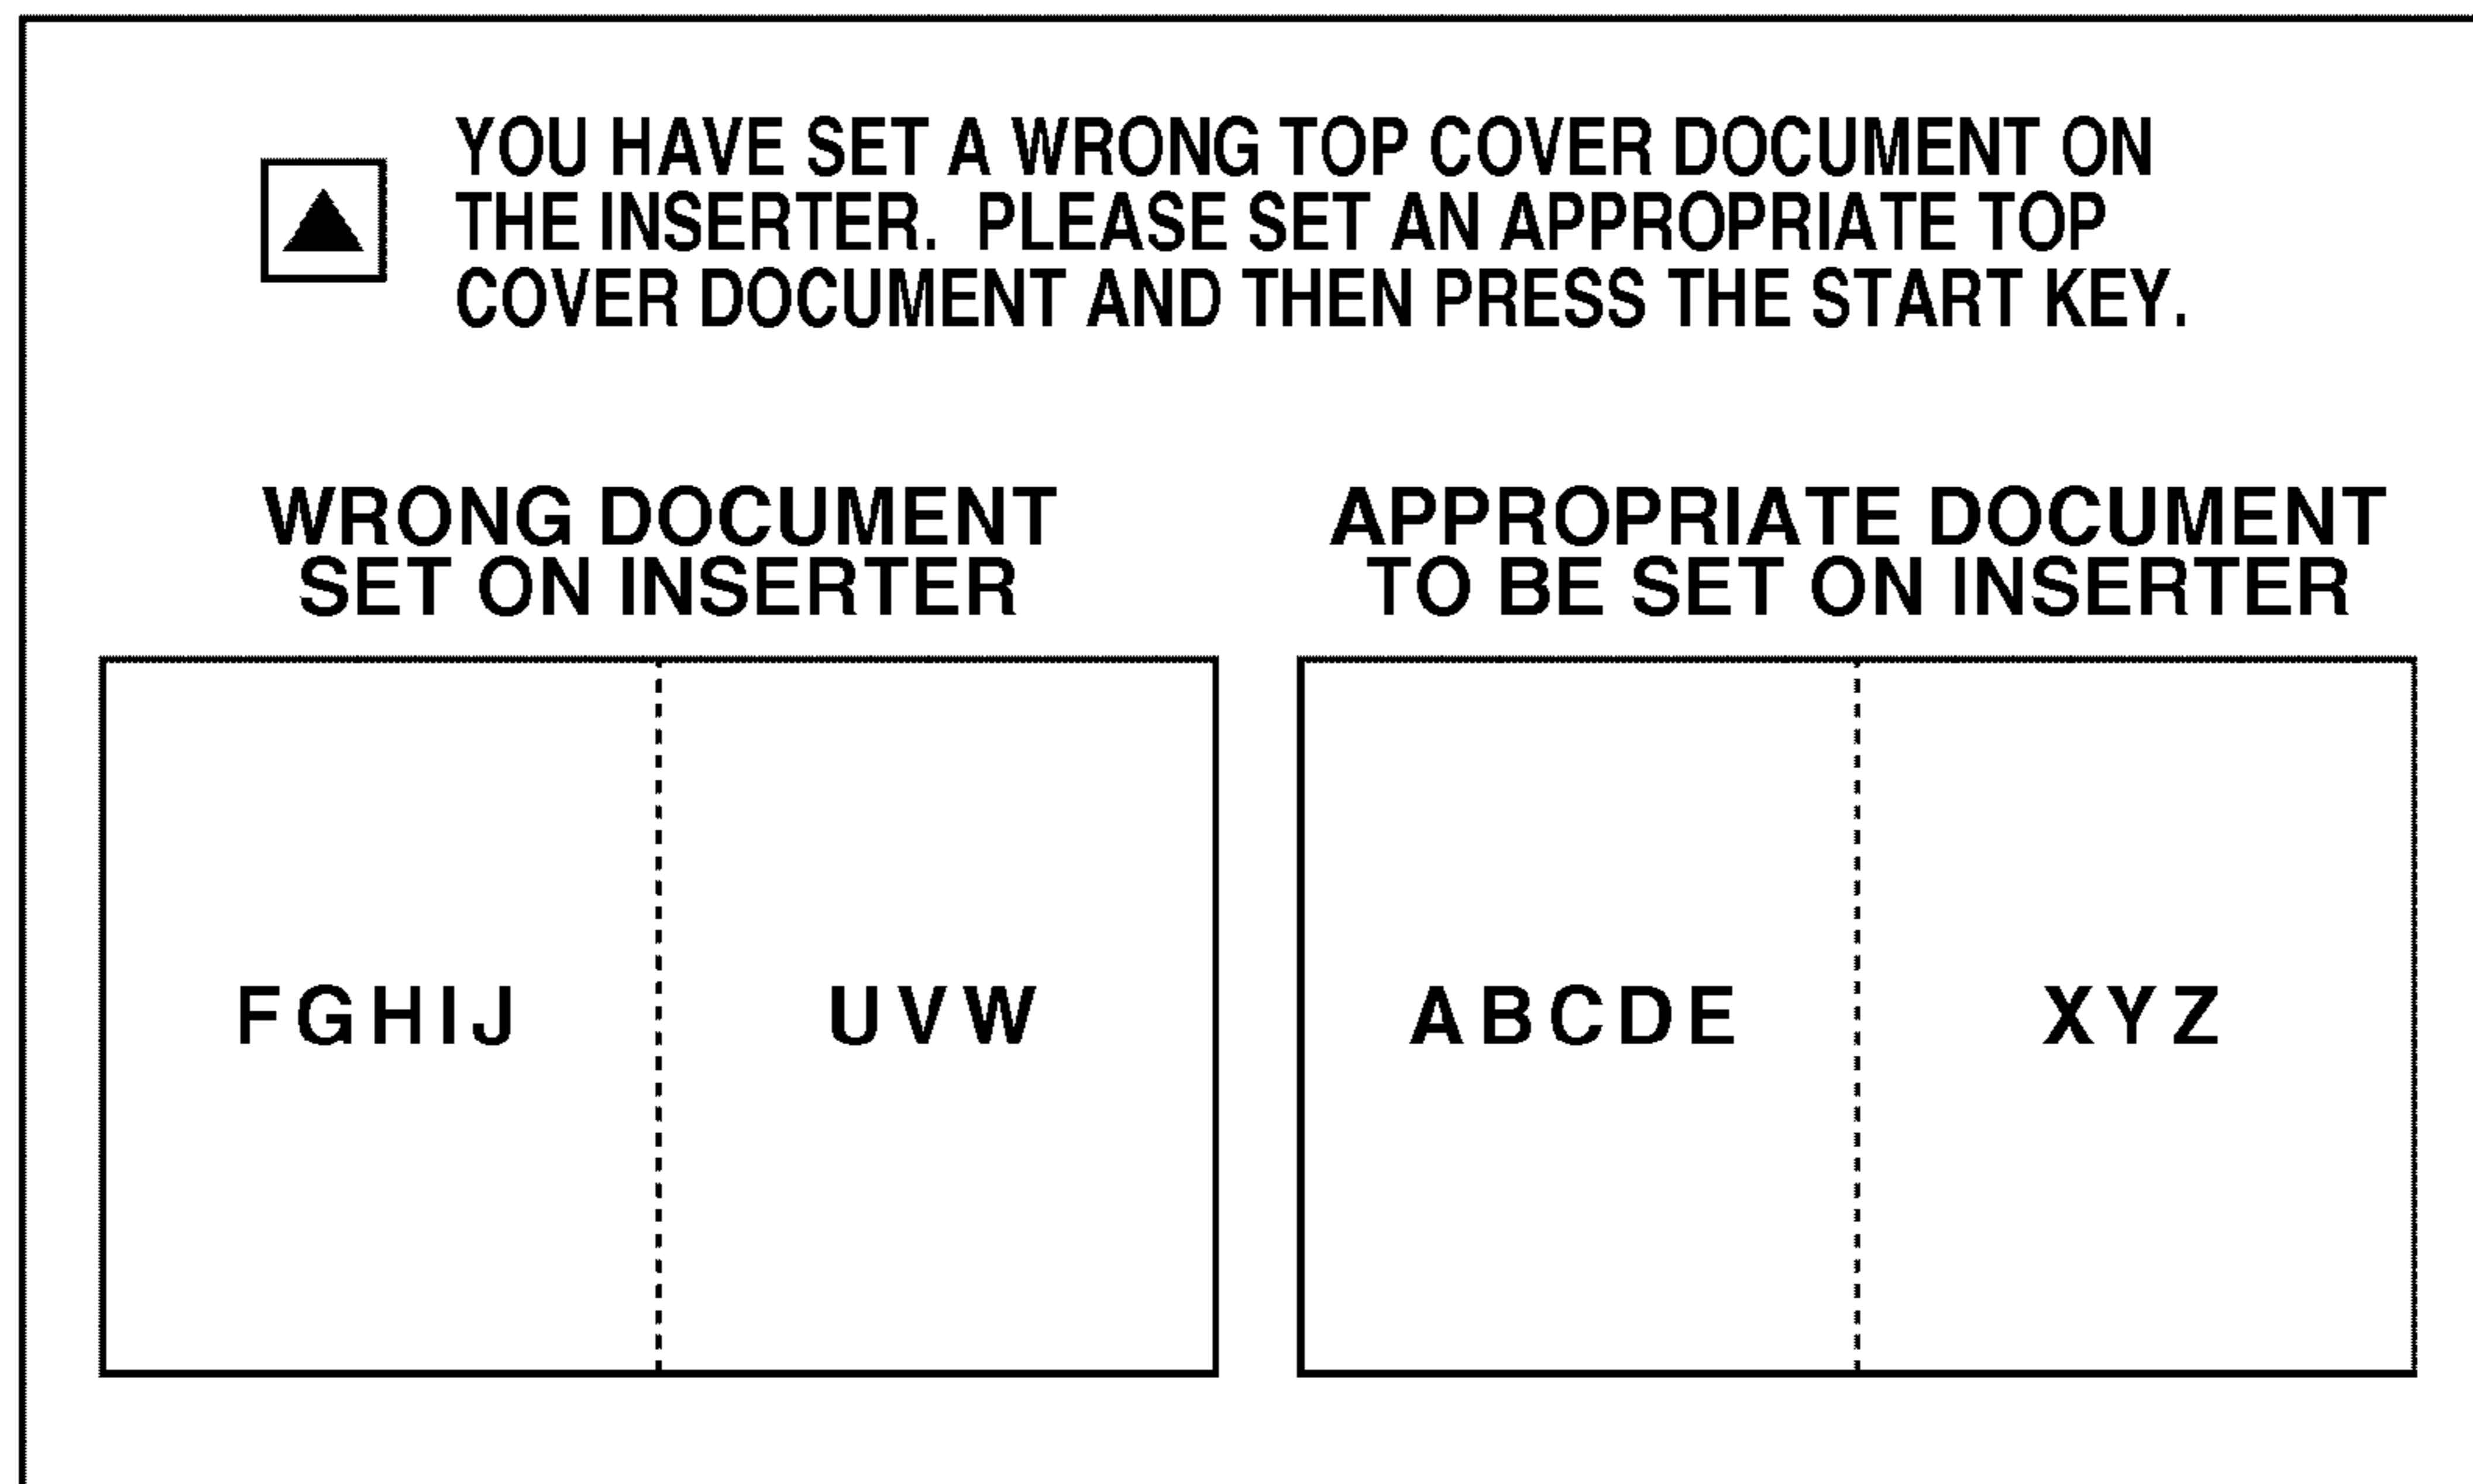 YOU HAVE SET A WRONG TOP COVER DOCUMENT ON
THE INSERTER. PLEASE SET AN APPROPRIATE TOP
COVER DOCUMENT AND THEN PRESS THE START KEY.
WRONG DOCUMENT
SET ON INSERTER
APPROPRIATE DOCUMENT
TO BE SET ON INSERTER
FGHIJ
UVW
ABCDE
XYZ